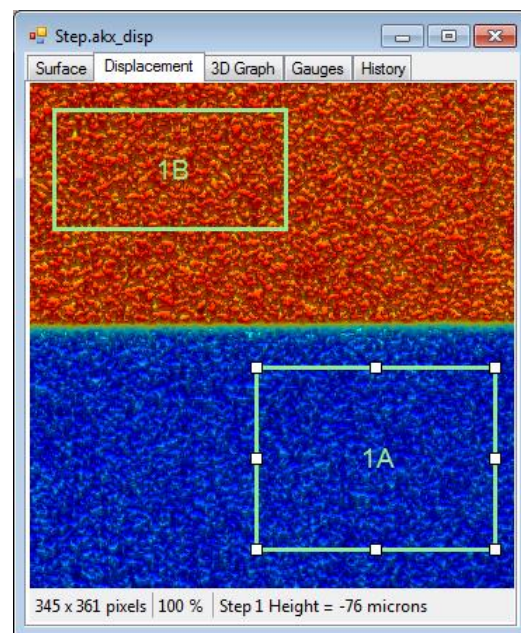 Step.akx_disp
Surface Displacement 3D Graph Gauges History
1B
1A
345 x 361 pixels 100 % Step 1 Height = -76 microns